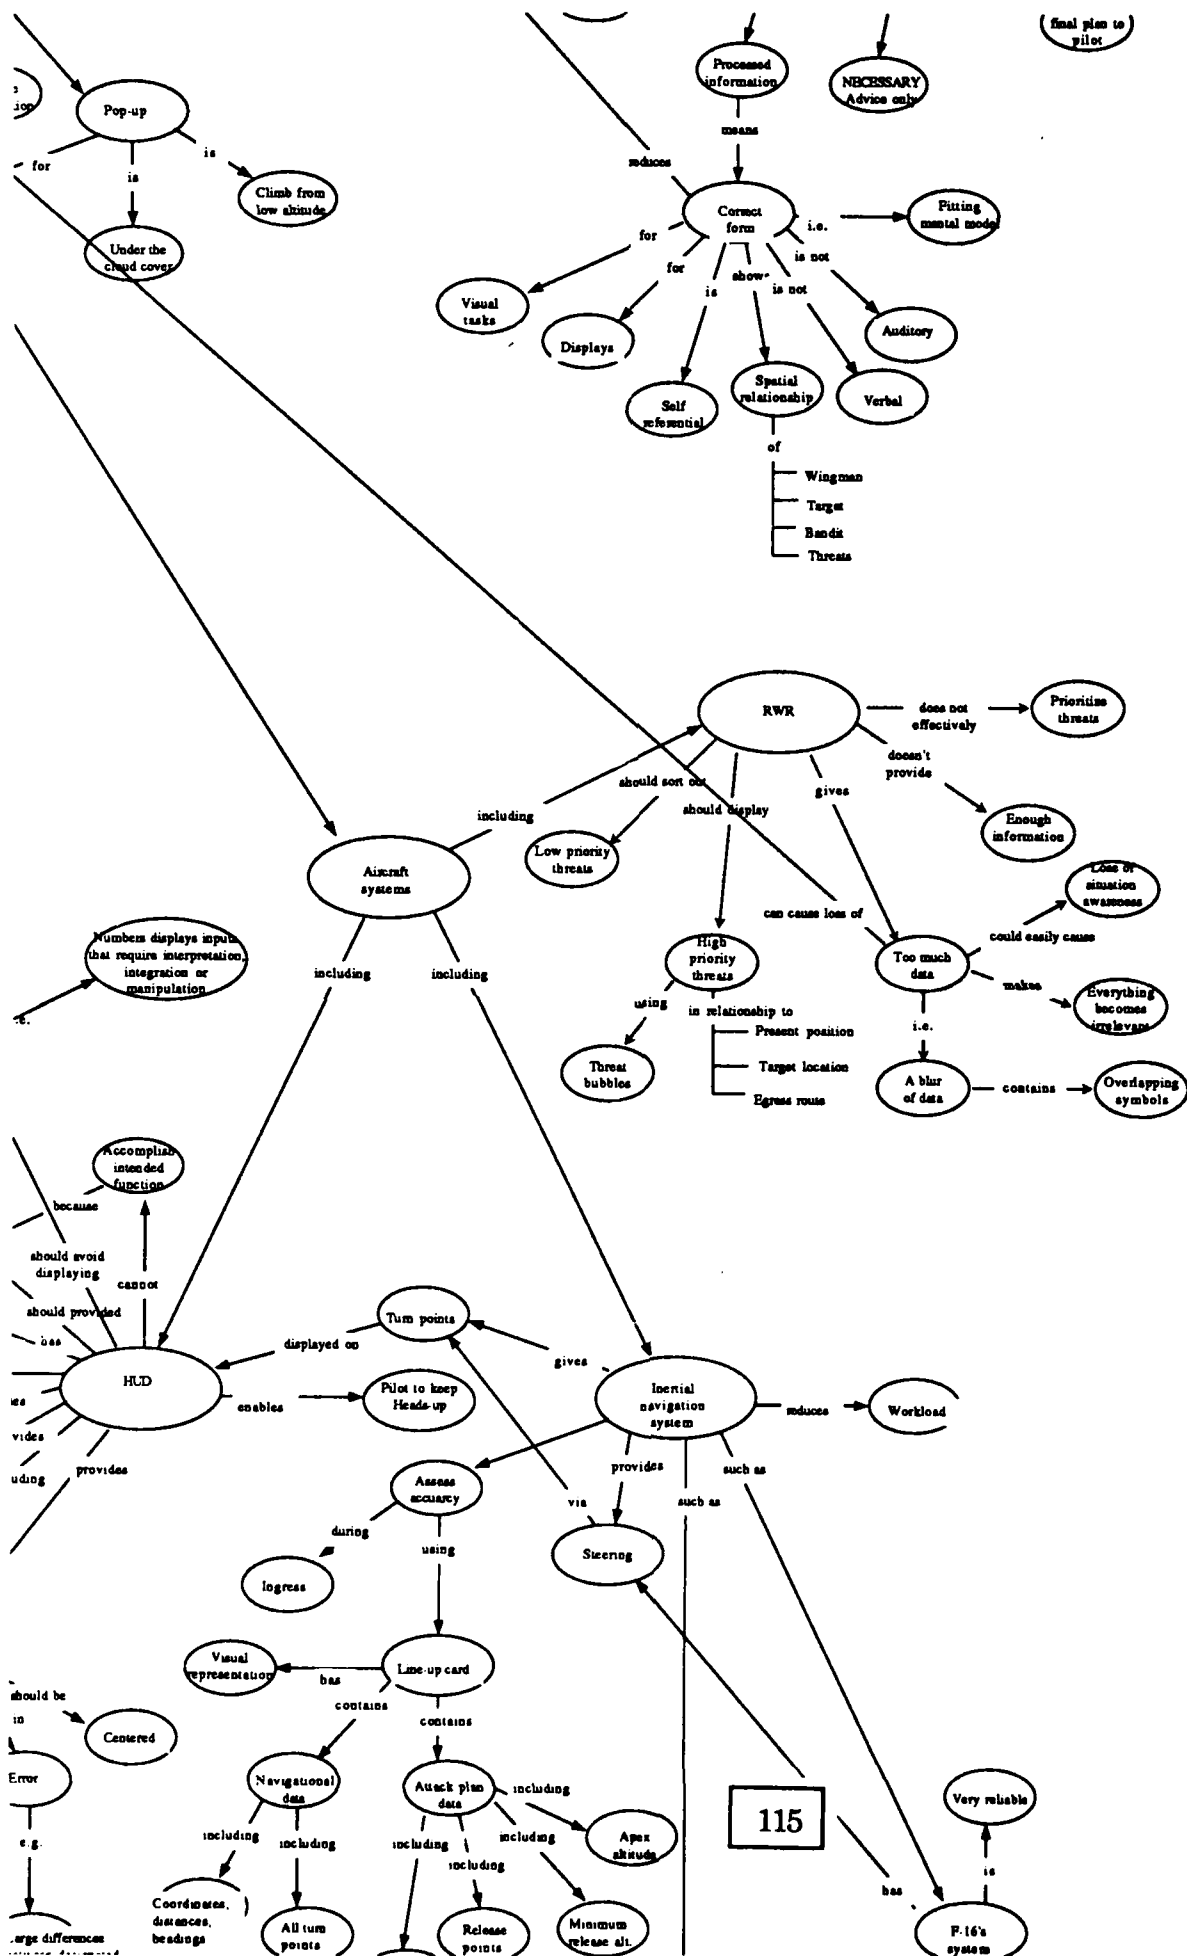 final plan to
pilot
Processed
information
NECESSARY
Advice only
Pop-up
means
for
is
is
reduces
Climb from
low altitude
Under the
cloud cover
Correct
form
i.e.
Fitting
mental model
for
for
is
shows
is not
is not
Visual
tasks
Displays
Auditory
Self
referential
Spatial
relationship
Verbal
of
Wingman
Target
Bandit
Threats
RWR
does not
effectively
Prioritize
threats
doesn't
provide
should sort out
should display
gives
including
Enough
information
Low priority
threats
Aircraft
systems
Loss of
situation
awareness
can cause loss of
could easily cause
Numbers displays inputs
that require interpretation,
integration or
manipulation
including
including
High
priority
threats
Too much
data
makes
Everything
becomes
irrelevant
using
in relationship to
Present position
Target location
Egress route
i.e.
Threat
bubbles
A blur
of data
contains
Overlapping
symbols
Accomplish
intended
function
because
should avoid
displaying
cannot
should provided
has
Turn points
displayed on
gives
HUD
enables
Pilot to keep
Heads-up
Inertial
navigation
system
reduces
Workload
vides
uding
provides
Assess
accuarcy
provides
such as
such as
via
during
using
Steering
Ingress
Visual
representation
has
Line-up card
contains
contains
should be
in
Centered
Error
Navigational
data
Attack plan
data
including
115
Very reliable
e.g.
including
including
including
including
including
Apex
altitude
is
has
Coordinates,
distances,
headings
All turn
points
Release
points
Minimum
release alt.
F-16's
system
arge differences